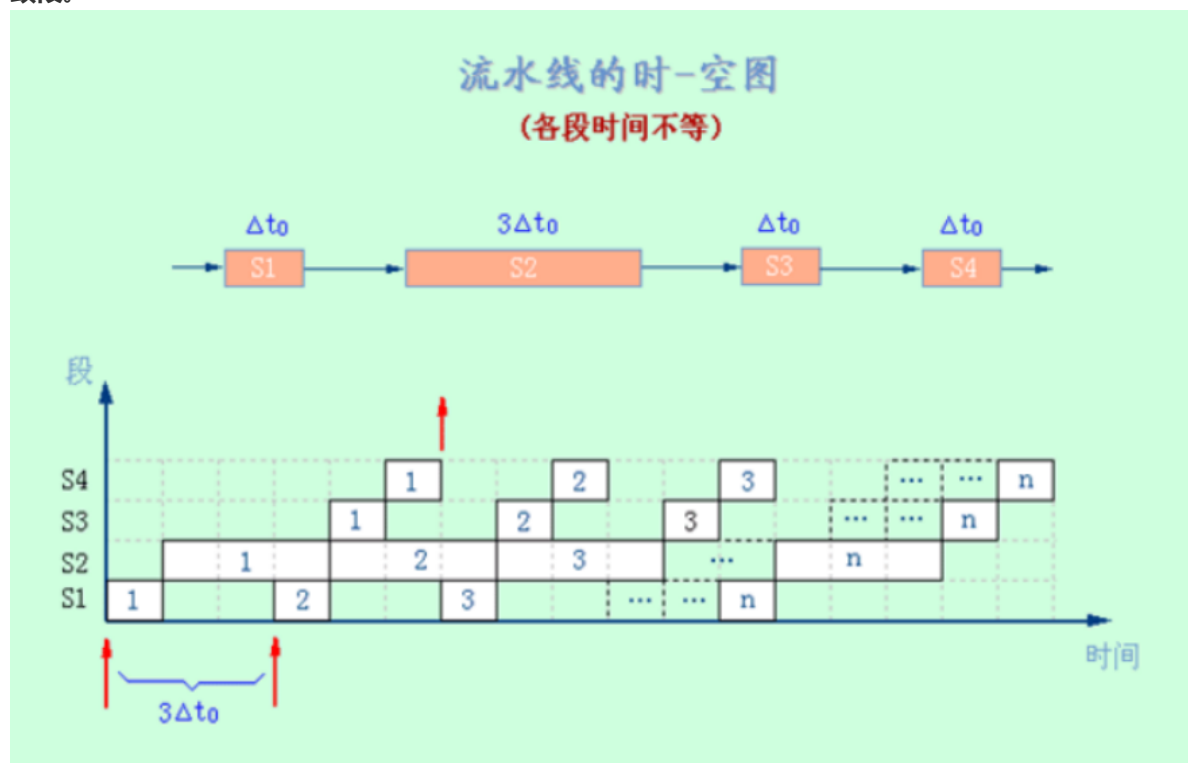 流水线的时-空图
(各段时间不等)
Δt₀ 3Δt₀ Δt₀ Δt₀
S1 S2 S3 S4
段
S4 1 2 3 … … n
S3 1 2 3 … … n
S2 1 2 3 … n
S1 1 2 3 … … n
时间
3Δt₀